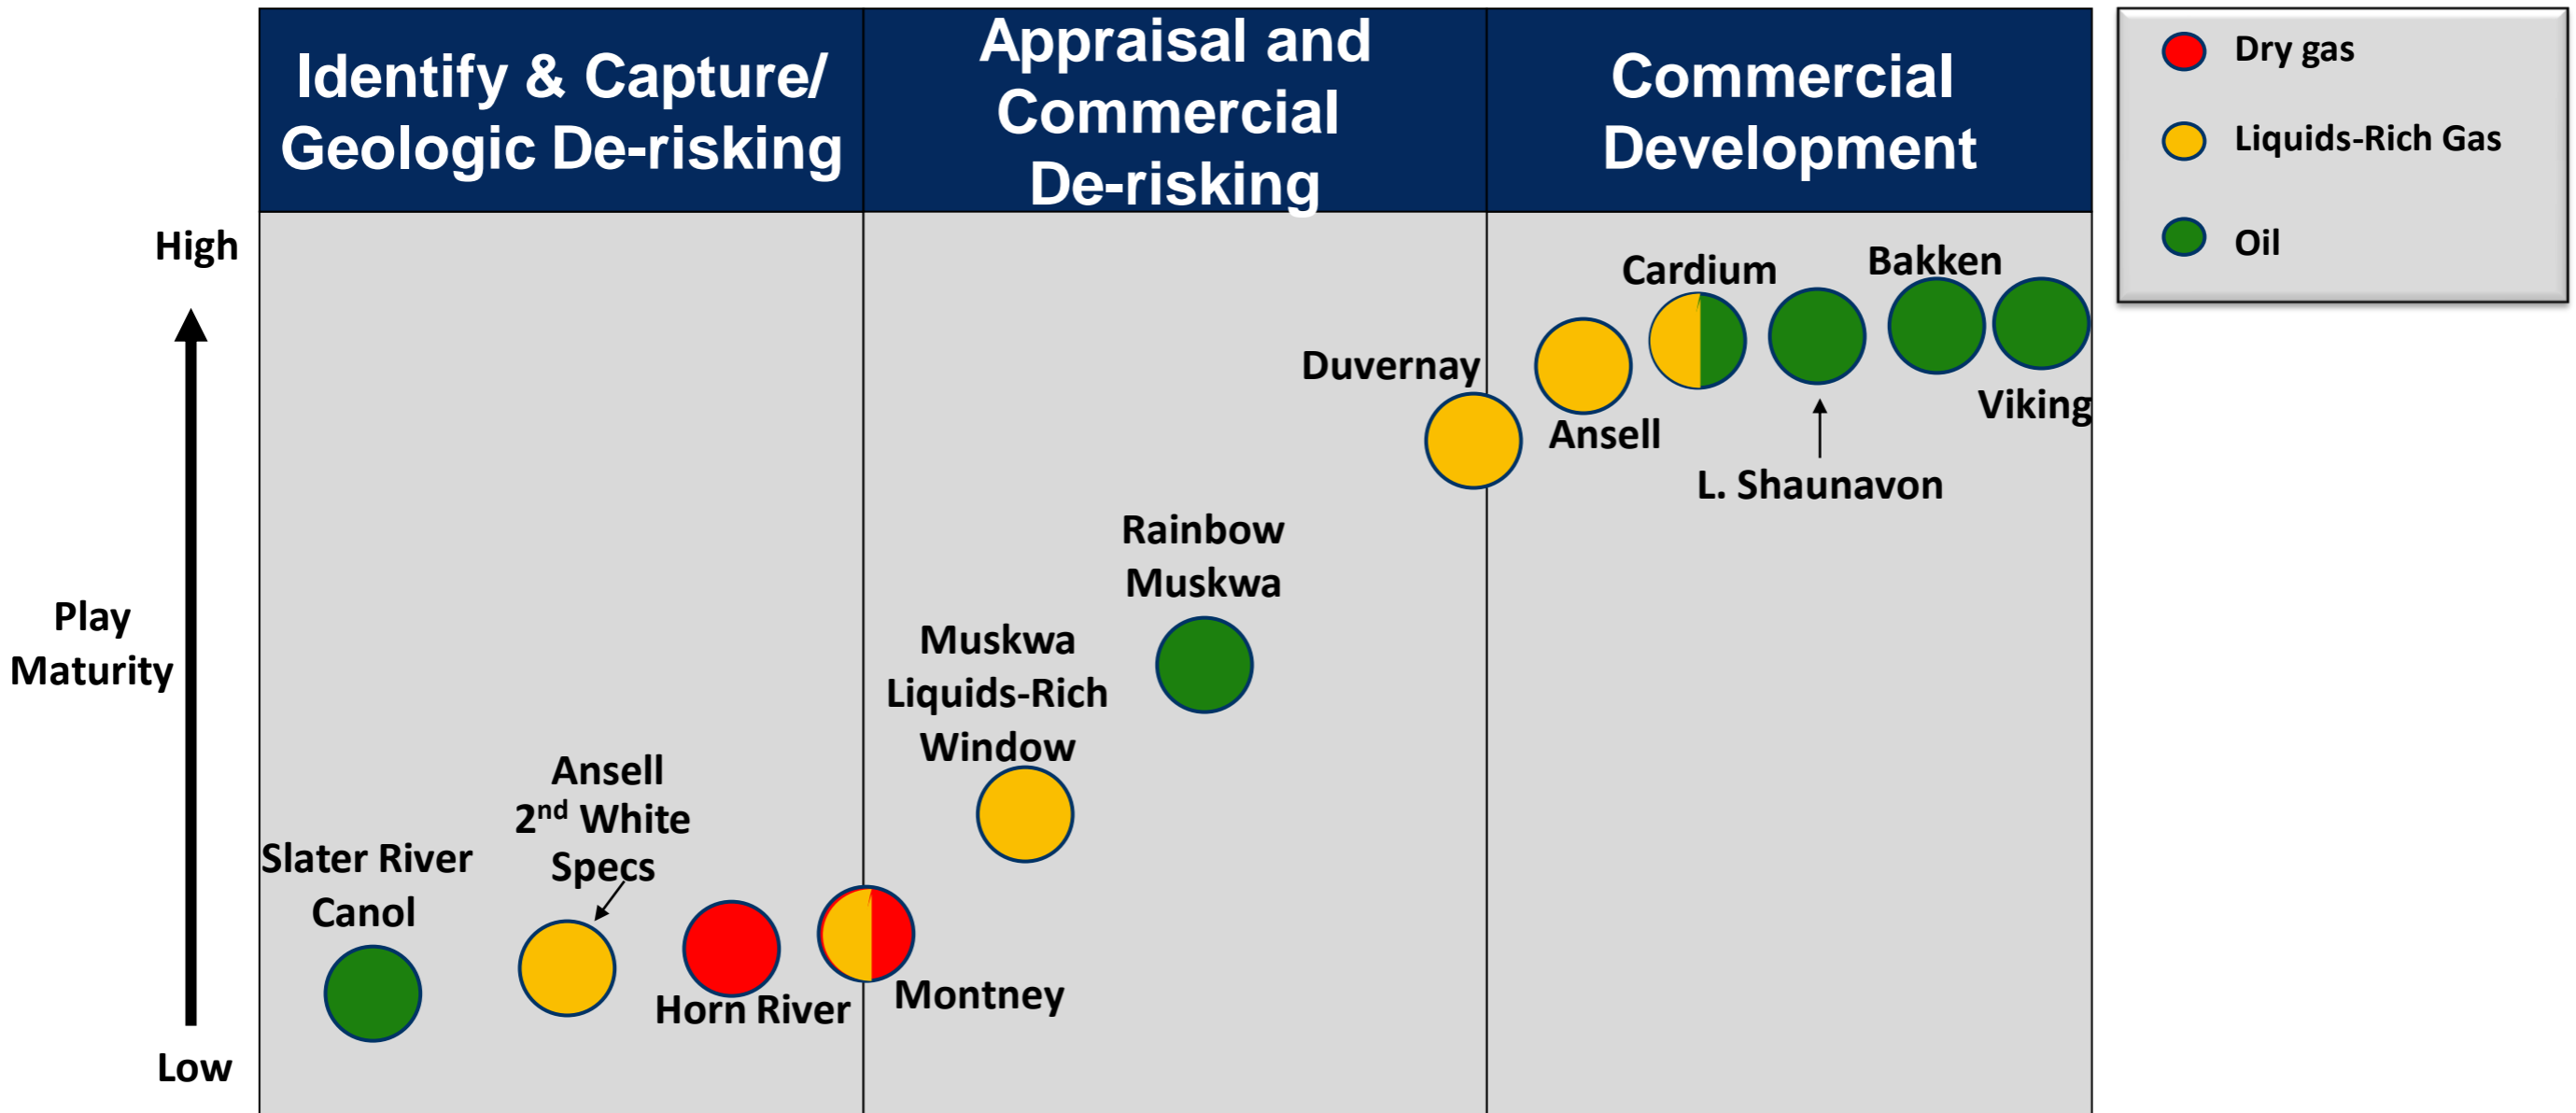 Identify & Capture/
Geologic De-risking
Appraisal and
Commercial
De-risking
Commercial
Development
Dry gas
Liquids-Rich Gas
Oil
High
Play
Maturity
Low
Slater River
Canol
Ansell
2nd White
Specs
Horn River
Montney
Muskwa
Liquids-Rich
Window
Rainbow
Muskwa
Duvernay
Ansell
Cardium
L. Shaunavon
Bakken
Viking